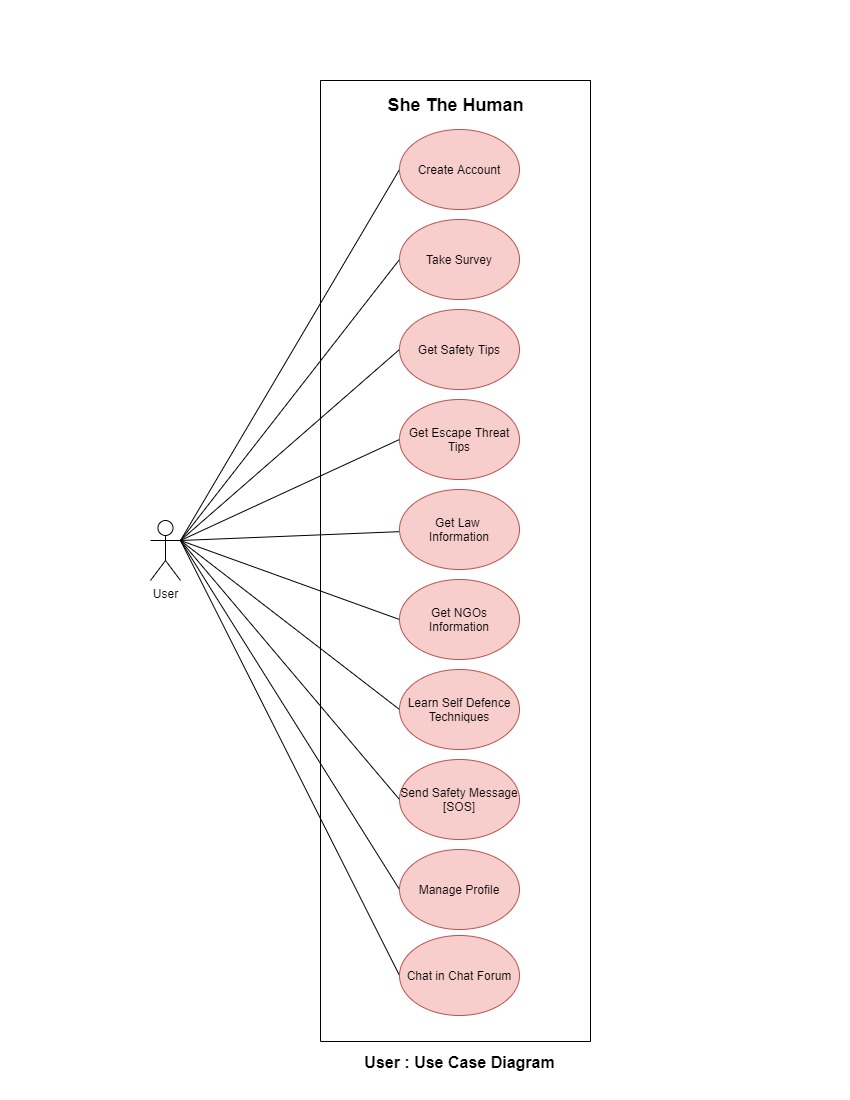 She The Human
Create Account
Take Survey
Get Safety Tips
Get Escape Threat
Tips
Get Law
Information
User
Get NGOs
Information
Learn Self Defence
Techniques
Send Safety Message
[SOS]
Manage Profile
Chat in Chat Forum
User : Use Case Diagram